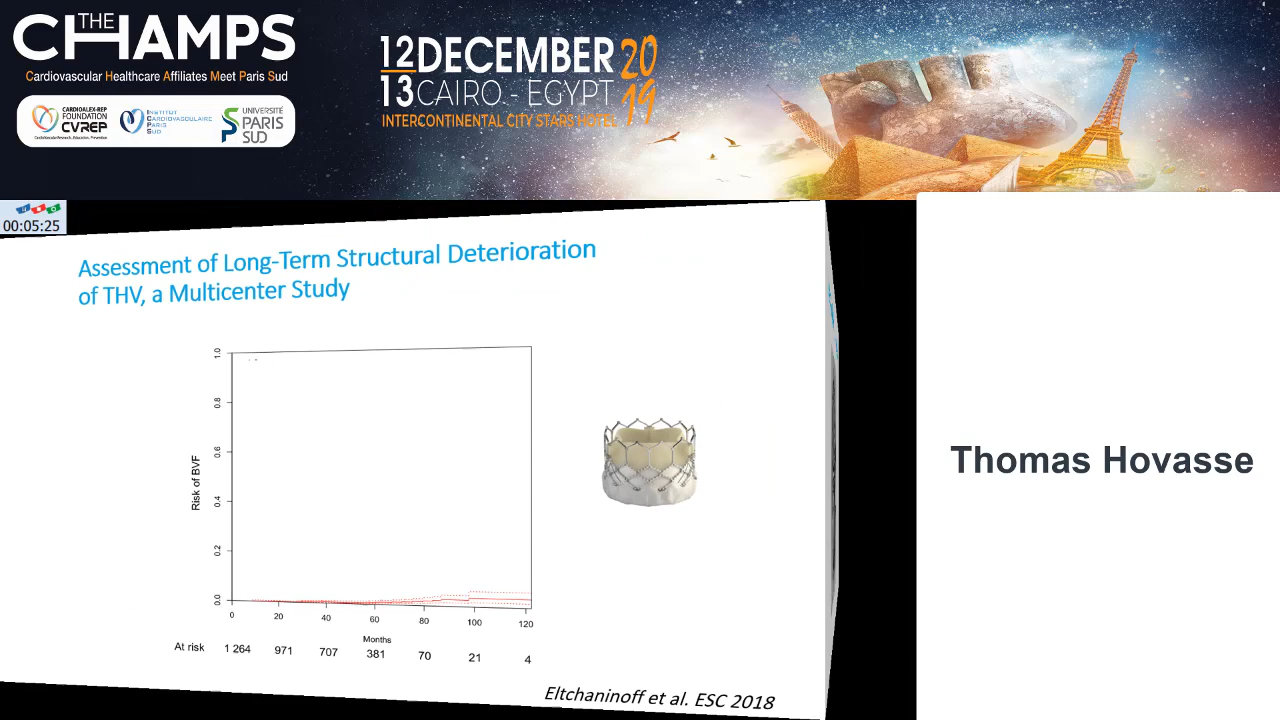 THE
CHAMPS
Cardiovascular Healthcare Affiliates Meet Paris Sud
CARDIOALEX-REP
FOUNDATION
CVREP
INSTITUT
CARDIOVASCULAIRE
PARIS
SUD
UNIVERSITÉ
PARIS
SUD
12 DECEMBER 20
13 CAIRO - EGYPT 19
INTERCONTINENTAL CITY STARS HOTEL
00:05:25
Assessment of Long-Term Structural Deterioration
of THV, a Multicenter Study
Risk of BVF
1.0
0.8
0.6
0.4
0.2
0.0
0 20 40 60 80 100 120
Months
At risk 1 264 971 707 381 70 21 4
Eltchaninoff et al. ESC 2018
Thomas Hovasse